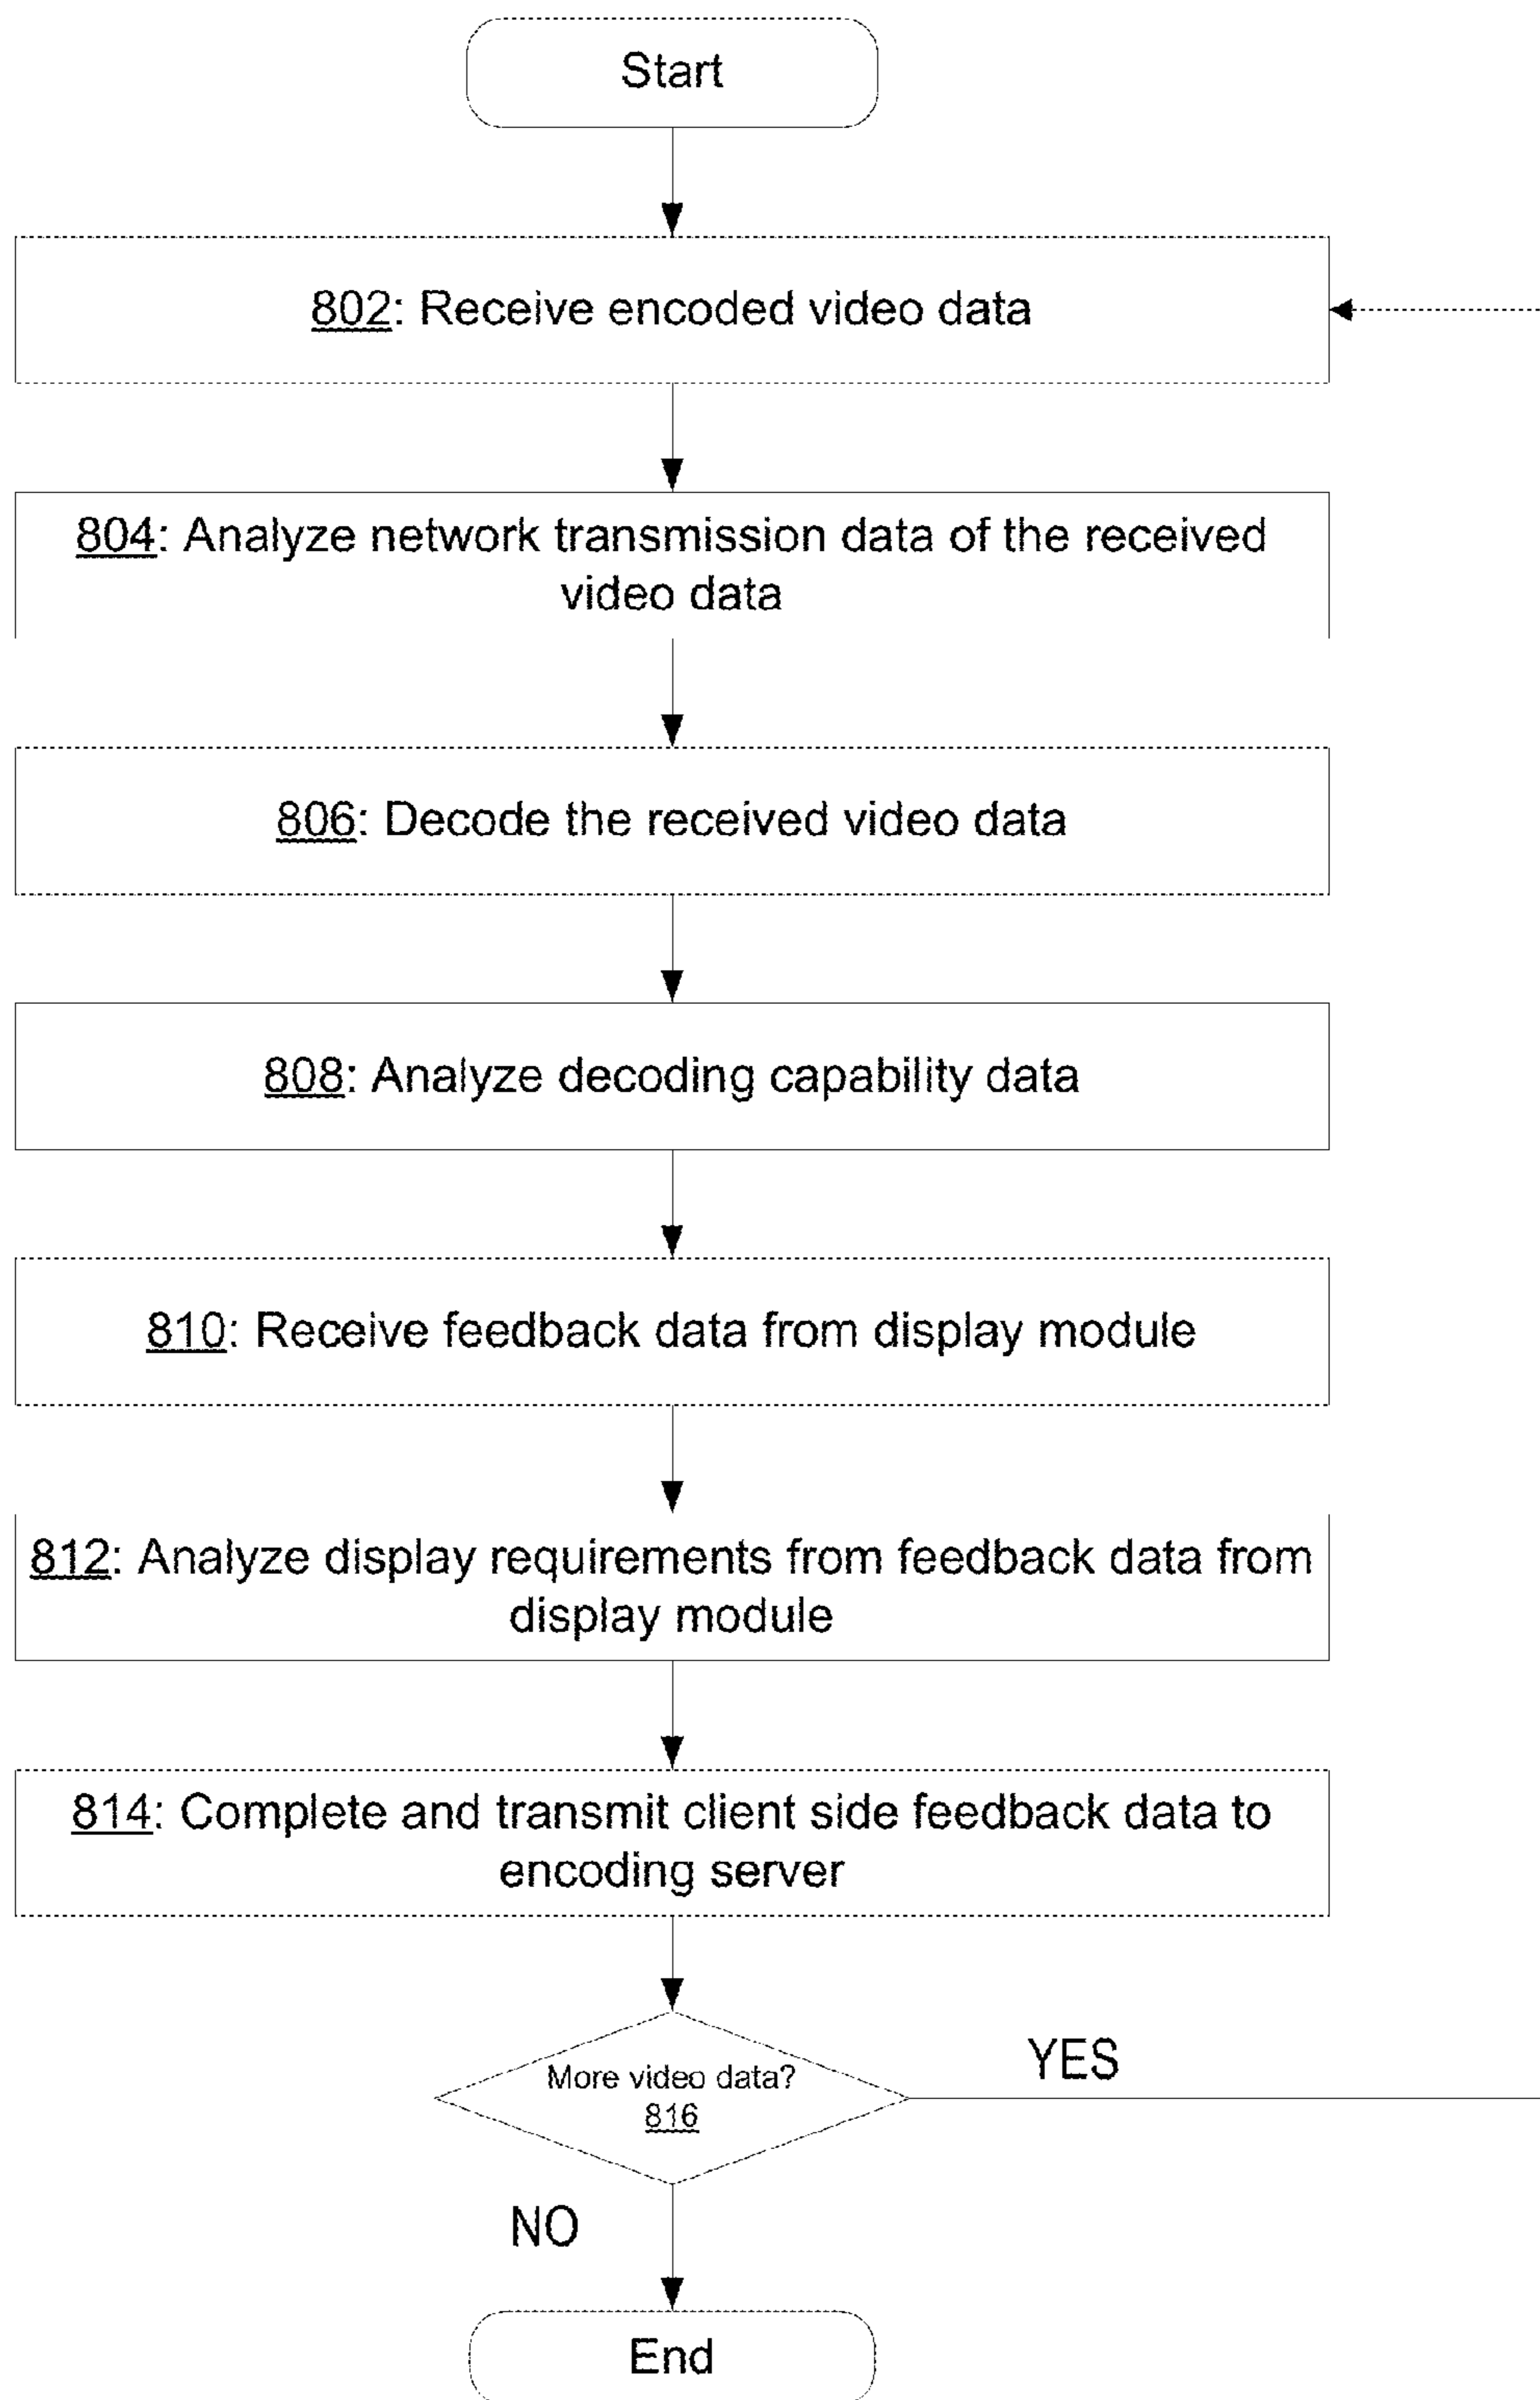 Start
802: Receive encoded video data
804: Analyze network transmission data of the received
video data
806: Decode the received video data
808: Analyze decoding capability data
810: Receive feedback data from display module
812: Analyze display requirements from feedback data from
display module
814: Complete and transmit client side feedback data to
encoding server
More video data?
816
YES
NO
End